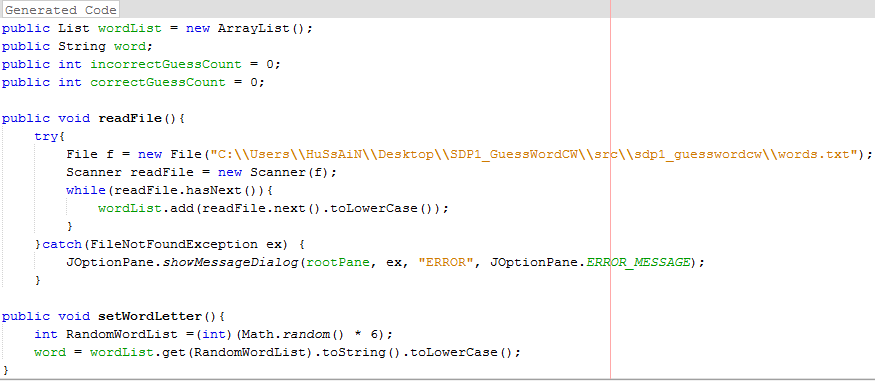 Generated Code
public List wordList = new ArrayList();
public String word;
public int incorrectGuessCount = 0;
public int correctGuessCount = 0;
public void readFile(){
try{
File f = new File("C:\\Users\\HuSsAiN\\Desktop\\SDP1_GuessWordCW\\src\\sdp1_guesswordcw\\words.txt");
Scanner readFile = new Scanner(f);
while(readFile.hasNext()){
wordList.add(readFile.next().toLowerCase());
}
}catch(FileNotFoundException ex) {
JOptionPane.showMessageDialog(rootPane, ex, "ERROR", JOptionPane.ERROR_MESSAGE);
}
public void setWordLetter(){
int RandomWordList =(int)(Math.random() * 6);
word = wordList.get(RandomWordList).toString().toLowerCase();
}